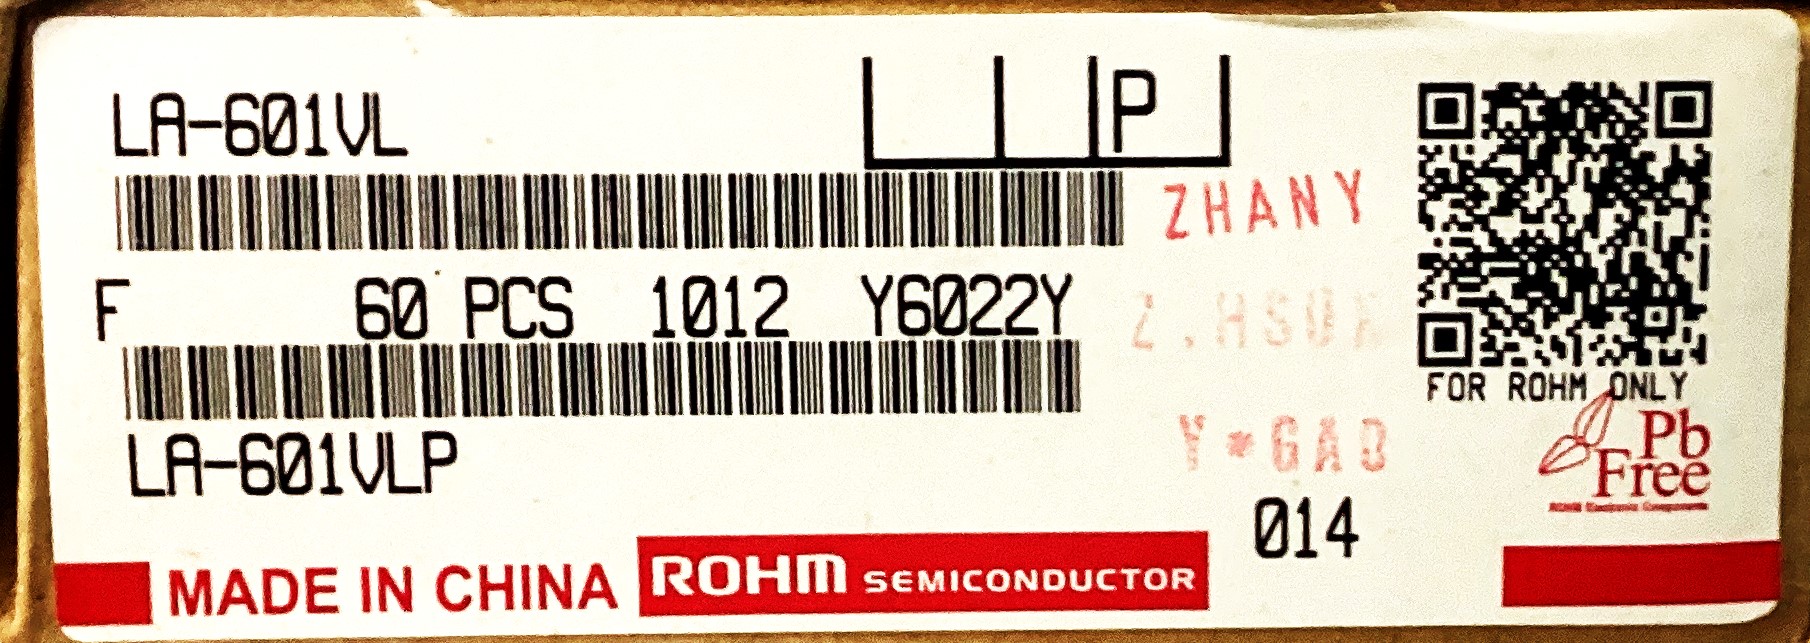 LA-601VL
P
ZHANY
F 60 PCS 1012 Y6022Y
FOR ROHM ONLY
LA-601VLP
Y*GAO
Pb
Free
014
MADE IN CHINA ROHM SEMICONDUCTOR